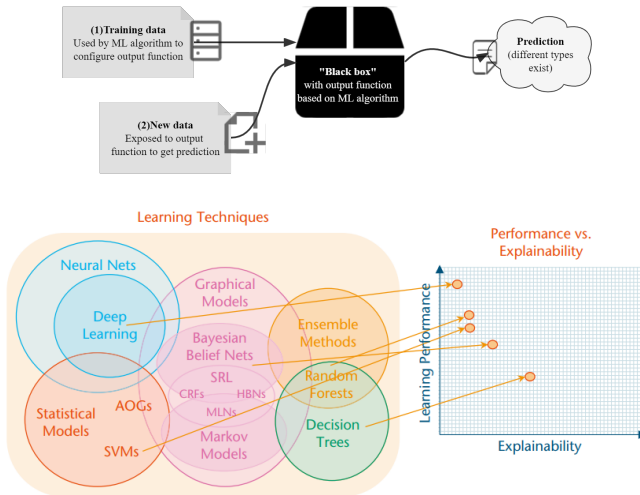 (1)Training data
Used by ML algorithm to
configure output function
"Black box"
with output function
based on ML algorithm
Prediction
(different types
exist)
(2)New data
Exposed to output
function to get prediction
Learning Techniques
Neural Nets
Deep
Learning
Graphical
Models
Bayesian
Belief Nets
SRL
CRFs
HBNs
MLNs
Markov
Models
Ensemble
Methods
Random
Forests
Decision
Trees
Statistical
Models
AOGs
SVMs
Performance vs.
Explainability
Learning Performance
Explainability